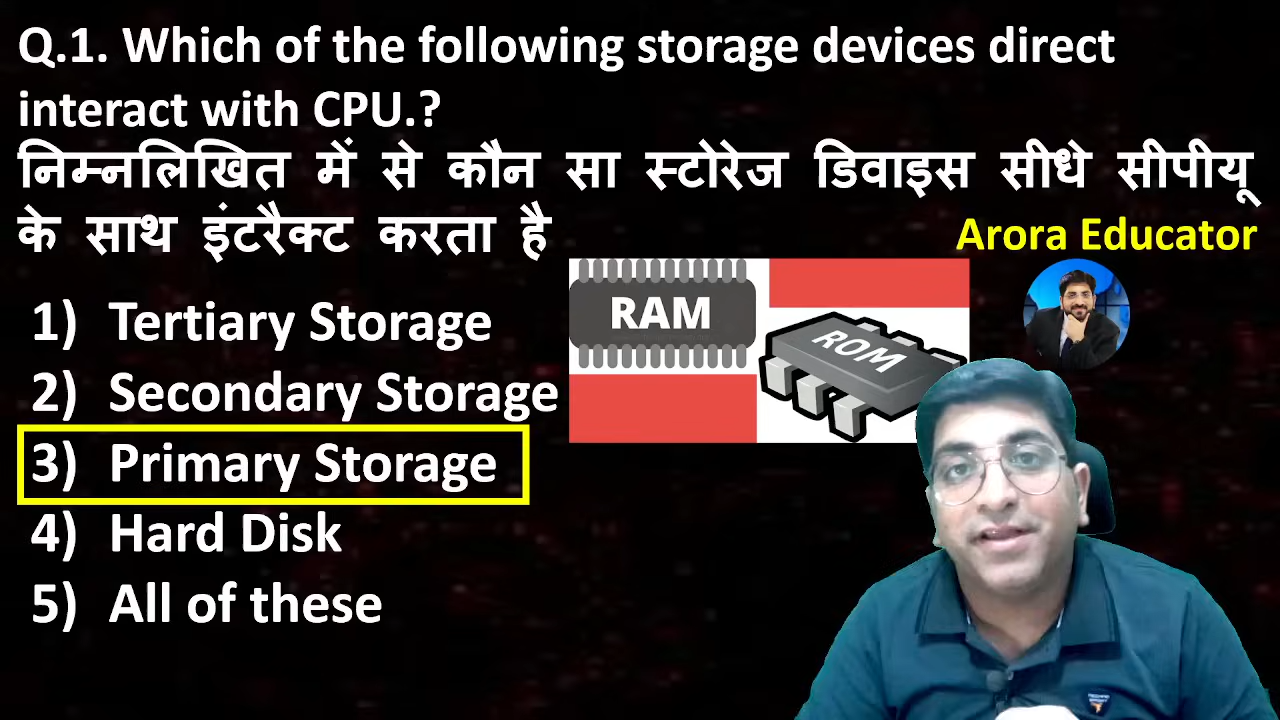 Q.1. Which of the following storage devices direct
interact with CPU.?
निम्नलिखित में से कौन सा स्टोरेज डिवाइस सीधे सीपीयू
के साथ इंटरैक्ट करता है
Arora Educator
RAM
ROM
1) Tertiary Storage
2) Secondary Storage
3) Primary Storage
4) Hard Disk
5) All of these